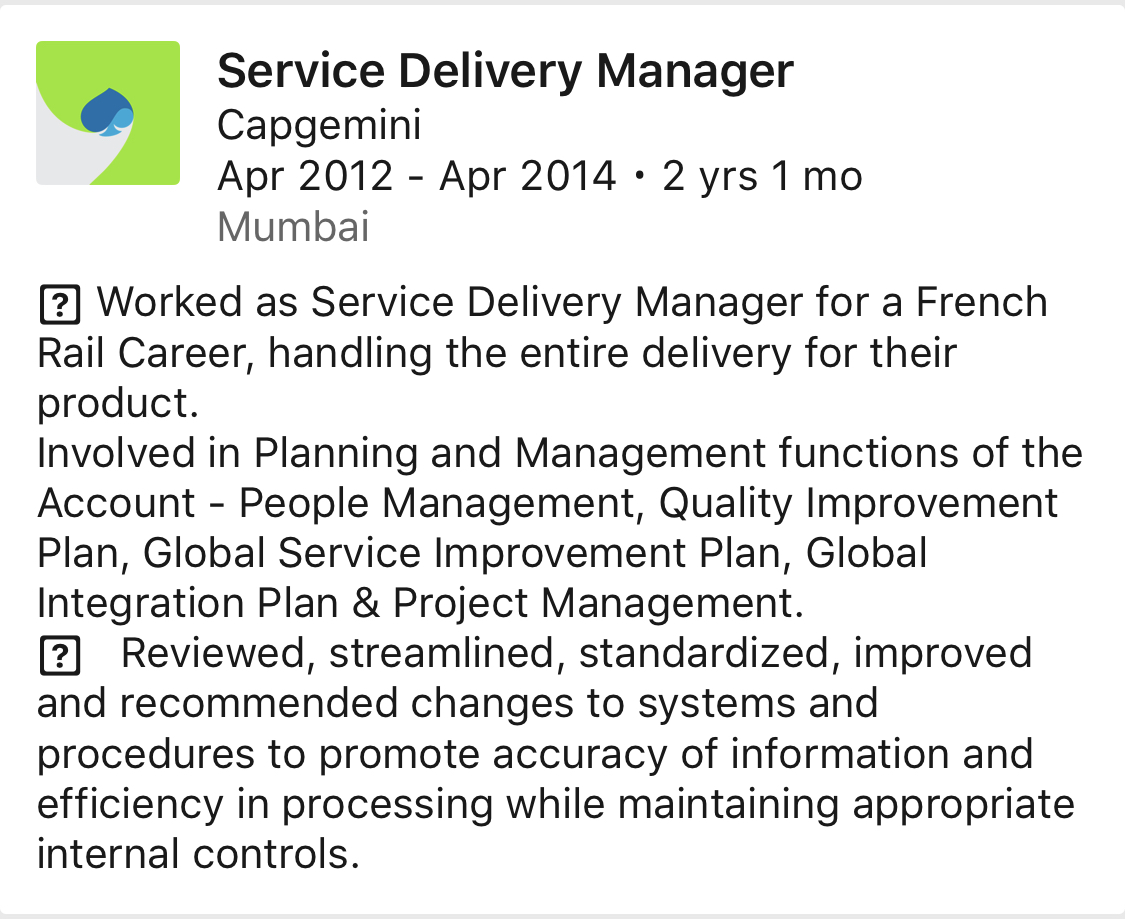 Service Delivery Manager
Capgemini
Apr 2012 - Apr 2014 • 2 yrs 1 mo
Mumbai
⍰ Worked as Service Delivery Manager for a French
Rail Career, handling the entire delivery for their
product.
Involved in Planning and Management functions of the
Account - People Management, Quality Improvement
Plan, Global Service Improvement Plan, Global
Integration Plan & Project Management.
⍰ Reviewed, streamlined, standardized, improved
and recommended changes to systems and
procedures to promote accuracy of information and
efficiency in processing while maintaining appropriate
internal controls.